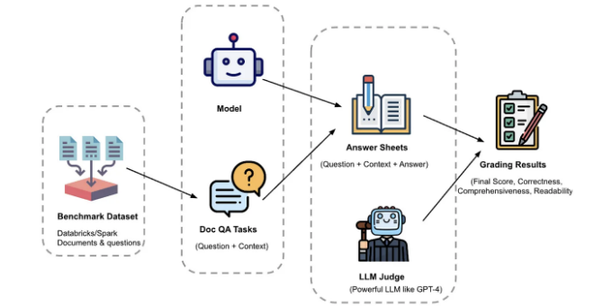 Model
Benchmark Dataset
Databricks/Spark
Documents & questions
?
Doc QA Tasks
(Question + Context)
Answer Sheets
(Question + Context + Answer)
LLM Judge
(Powerful LLM like GPT-4)
Grading Results
(Final Score, Correctness,
Comprehensiveness, Readability